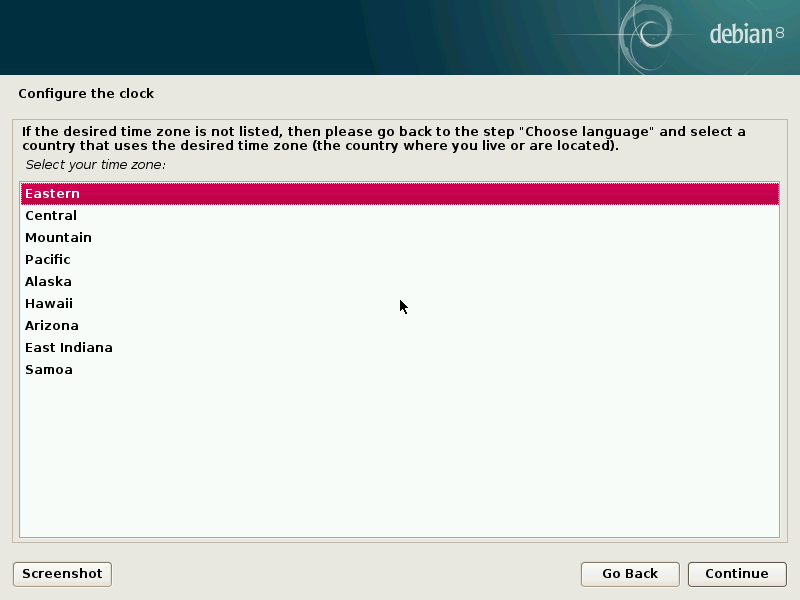 debian 8
Configure the clock
If the desired time zone is not listed, then please go back to the step "Choose language" and select a
country that uses the desired time zone (the country where you live or are located).
Select your time zone:
Eastern
Central
Mountain
Pacific
Alaska
Hawaii
Arizona
East Indiana
Samoa
Screenshot
Go Back
Continue